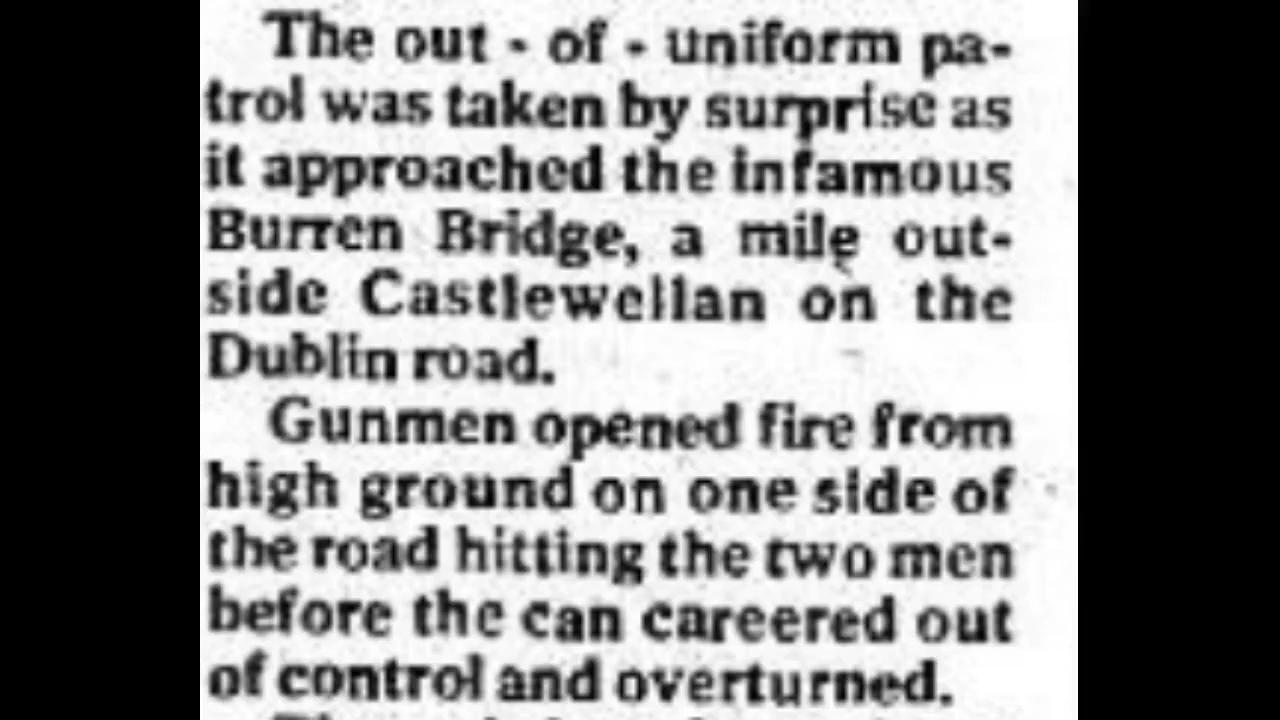 The out - of - uniform pa-
trol was taken by surprise as
it approached the infamous
Burren Bridge, a mile out-
side Castlewellan on the
Dublin road.
Gunmen opened fire from
high ground on one side of
the road hitting the two men
before the can careered out
of control and overturned.